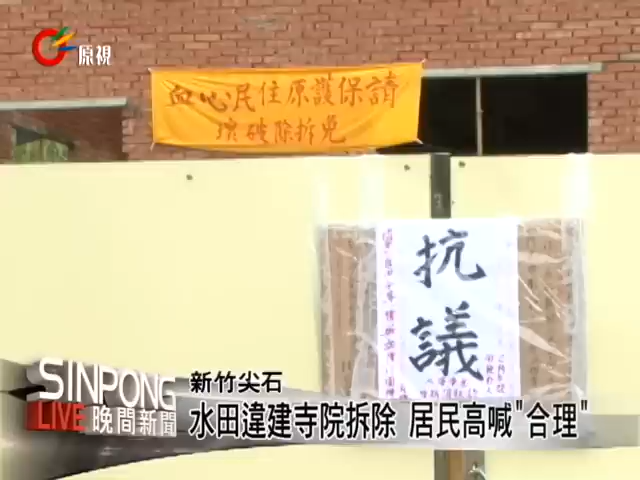 原視
請保護原住民心血
免拆除破壞
抗議
SINPONG
LIVE 晚間新聞
新竹尖石
水田違建寺院拆除 居民高喊"合理"